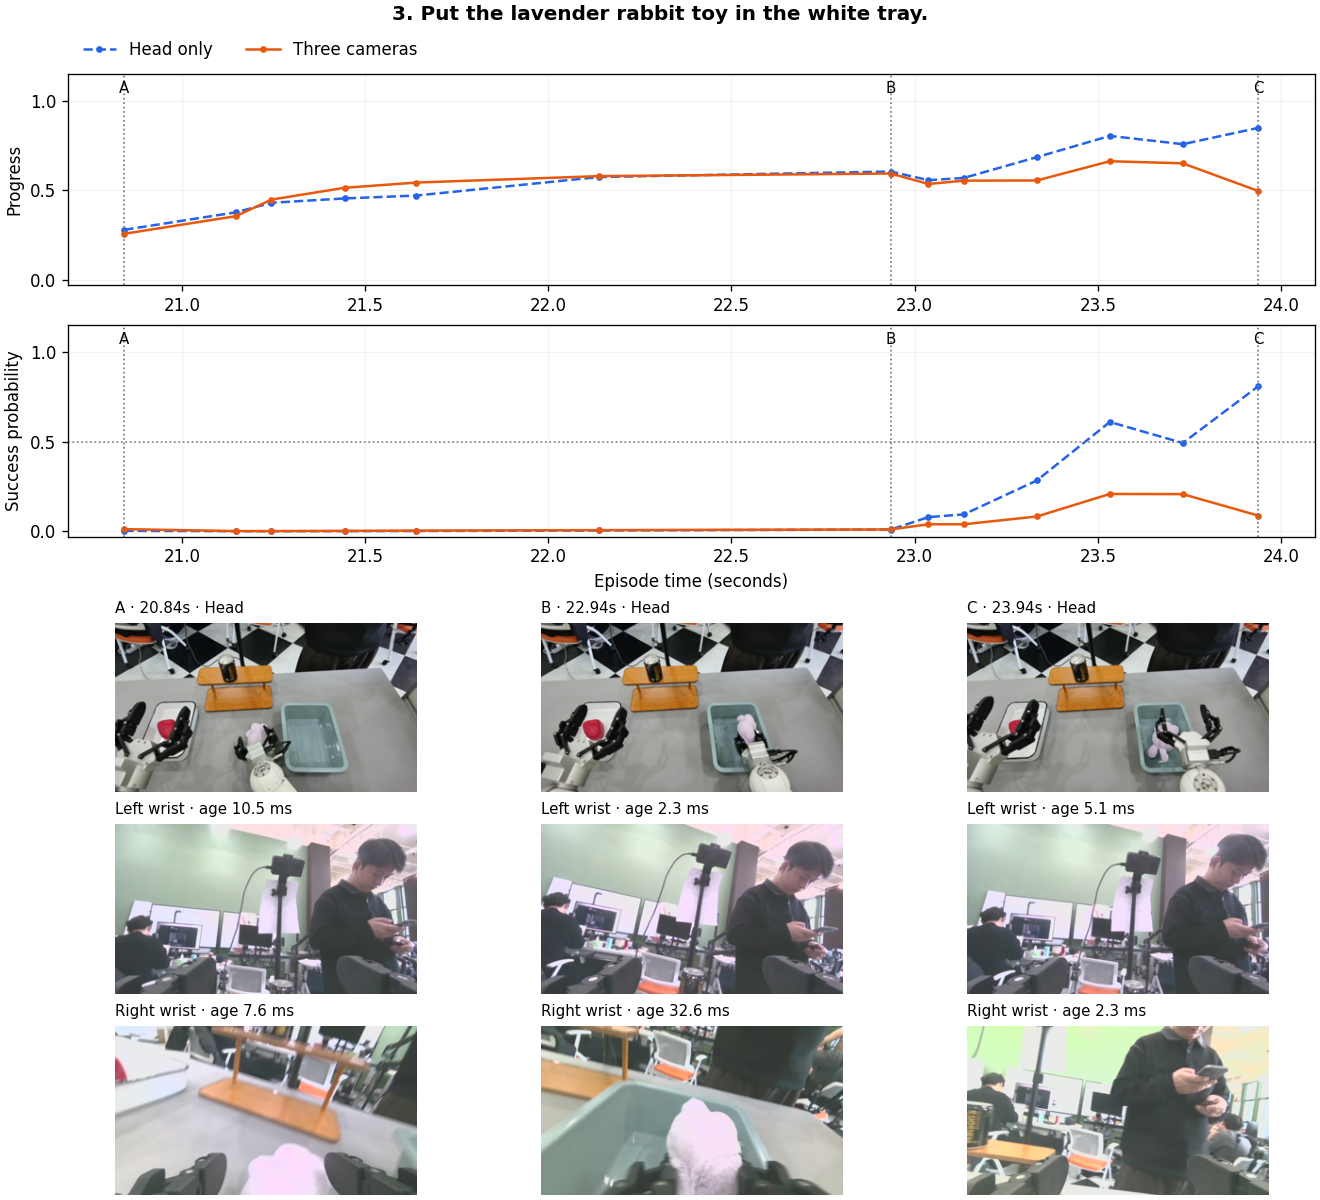 3. Put the lavender rabbit toy in the white tray.
Head only Three cameras
A B C
1.0
0.5
0.0
Progress
21.0 21.5 22.0 22.5 23.0 23.5 24.0
A B C
1.0
0.5
0.0
Success probability
21.0 21.5 22.0 22.5 23.0 23.5 24.0
Episode time (seconds)
A · 20.84s · Head B · 22.94s · Head C · 23.94s · Head
Left wrist · age 10.5 ms Left wrist · age 2.3 ms Left wrist · age 5.1 ms
Right wrist · age 7.6 ms Right wrist · age 32.6 ms Right wrist · age 2.3 ms